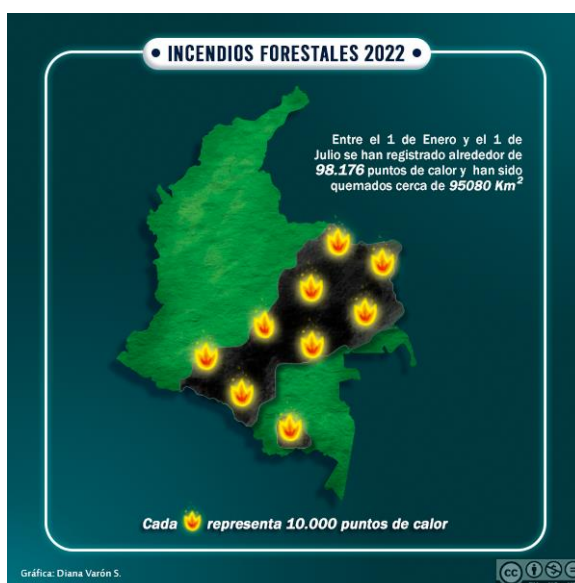 INCENDIOS FORESTALES 2022
Entre el 1 de Enero y el 1 de
Julio se han registrado alrededor de
98.176 puntos de calor y han sido
quemados cerca de 95080 Km²
Cada representa 10.000 puntos de calor
Gráfica: Diana Varón S.
cc